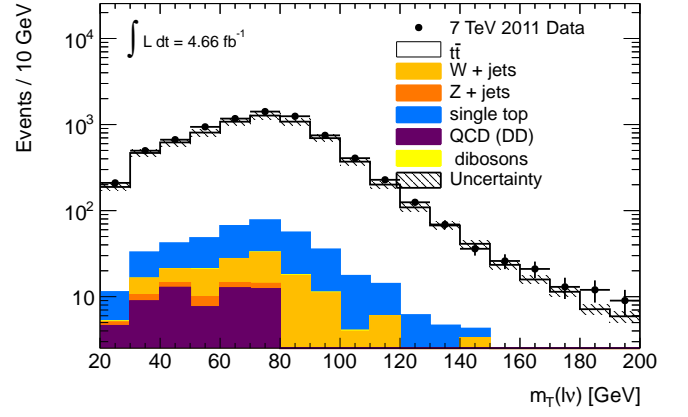 Events / 10 GeV
10⁴
10³
10²
10
∫ L dt = 4.66 fb⁻¹
7 TeV 2011 Data
tt̄
W + jets
Z + jets
single top
QCD (DD)
dibosons
Uncertainty
20 40 60 80 100 120 140 160 180 200
m_T(lν) [GeV]